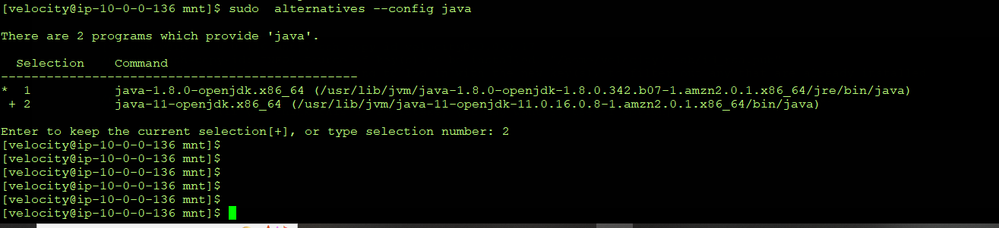 [velocity@ip-10-0-0-136 mnt]$ sudo  alternatives --config java
There are 2 programs which provide 'java'.
  Selection    Command
-----------------------------------------------
*  1           java-1.8.0-openjdk.x86_64 (/usr/lib/jvm/java-1.8.0-openjdk-1.8.0.342.b07-1.amzn2.0.1.x86_64/jre/bin/java)
 + 2           java-11-openjdk.x86_64 (/usr/lib/jvm/java-11-openjdk-11.0.16.0.8-1.amzn2.0.1.x86_64/bin/java)
Enter to keep the current selection[+], or type selection number: 2
[velocity@ip-10-0-0-136 mnt]$
[velocity@ip-10-0-0-136 mnt]$
[velocity@ip-10-0-0-136 mnt]$
[velocity@ip-10-0-0-136 mnt]$
[velocity@ip-10-0-0-136 mnt]$
[velocity@ip-10-0-0-136 mnt]$